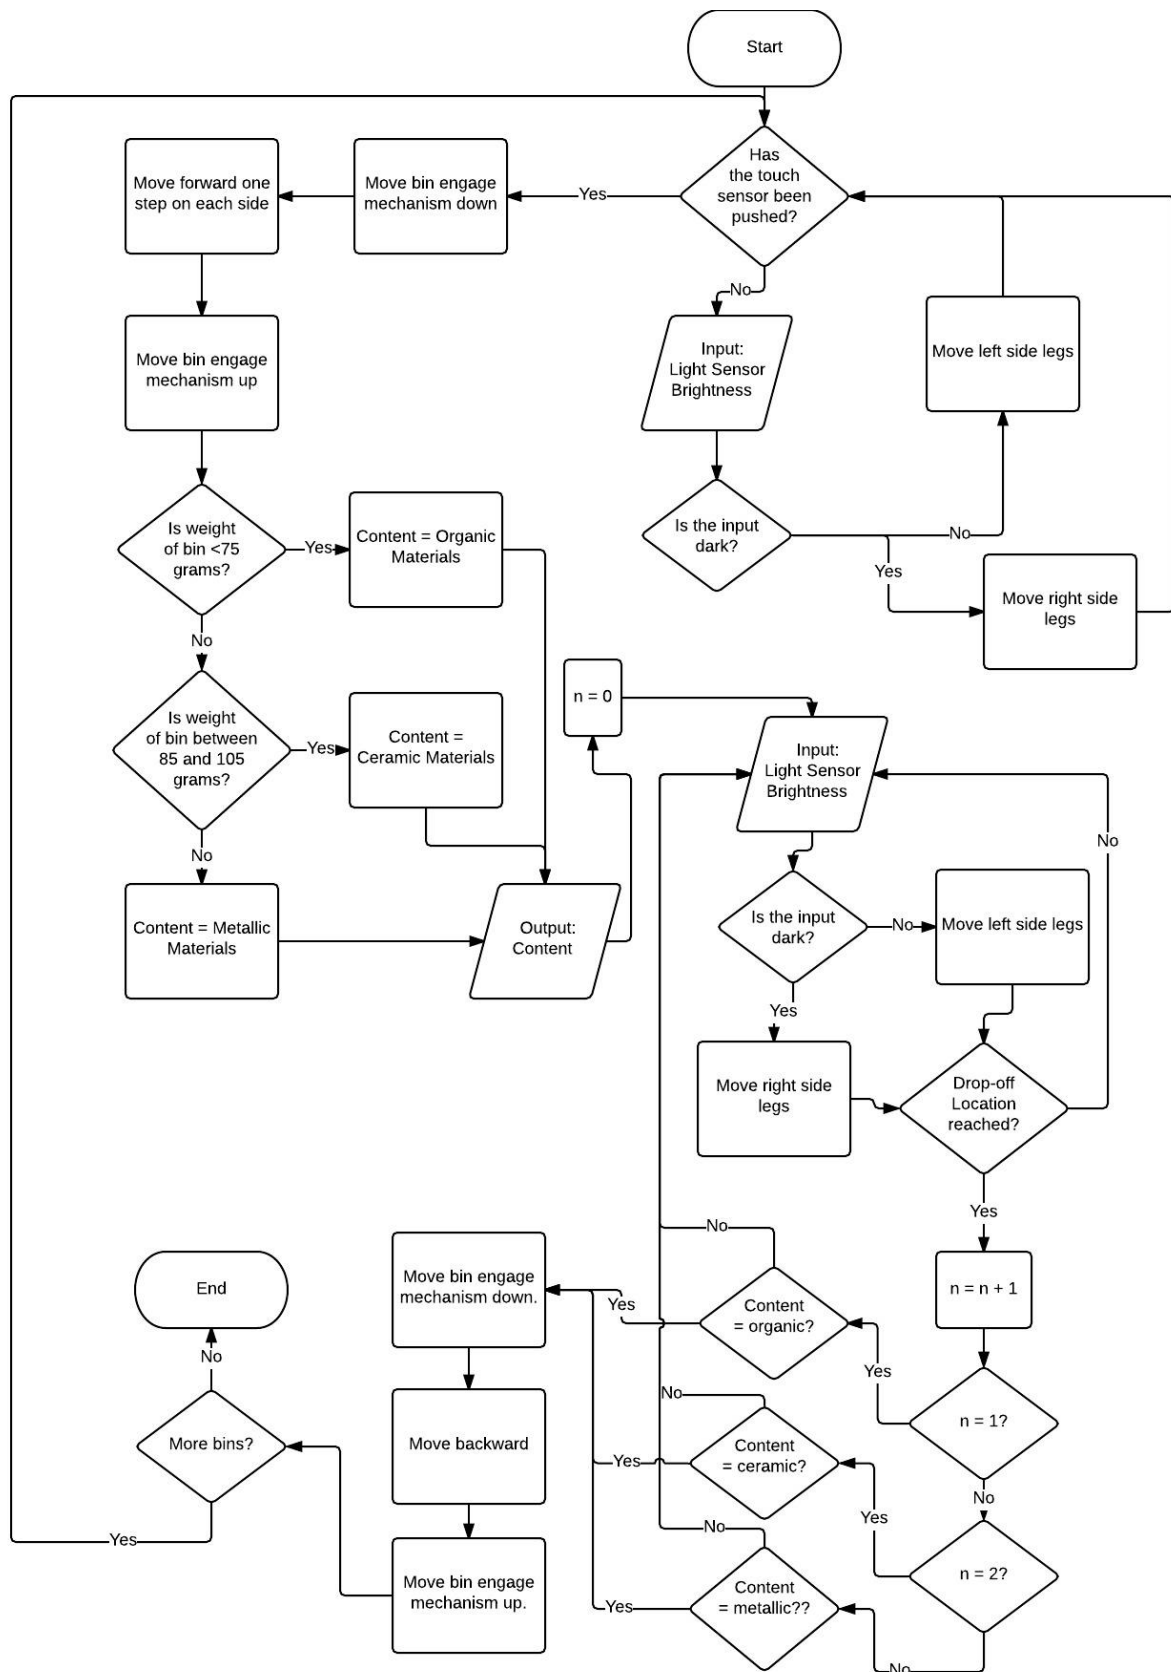 Start
Has
the touch
sensor been
pushed?
Yes
Move bin engage
mechanism down
Move forward one
step on each side
No
Input:
Light Sensor
Brightness
Move left side legs
Move bin engage
mechanism up
Is the input
dark?
No
Yes
Move right side
legs
Is weight
of bin <75
grams?
Yes
Content = Organic
Materials
No
Is weight
of bin between
85 and 105
grams?
Yes
Content =
Ceramic Materials
No
Content = Metallic
Materials
Output:
Content
n = 0
Input:
Light Sensor
Brightness
No
Is the input
dark?
No
Move left side legs
Yes
Move right side
legs
Drop-off
Location
reached?
Yes
n = n + 1
n = 1?
Yes
Content
= organic?
No
Yes
No
n = 2?
Yes
Content
= ceramic?
No
Yes
No
Content
= metallic??
No
Yes
Move bin engage
mechanism down.
Move backward
Move bin engage
mechanism up.
More bins?
No
End
Yes